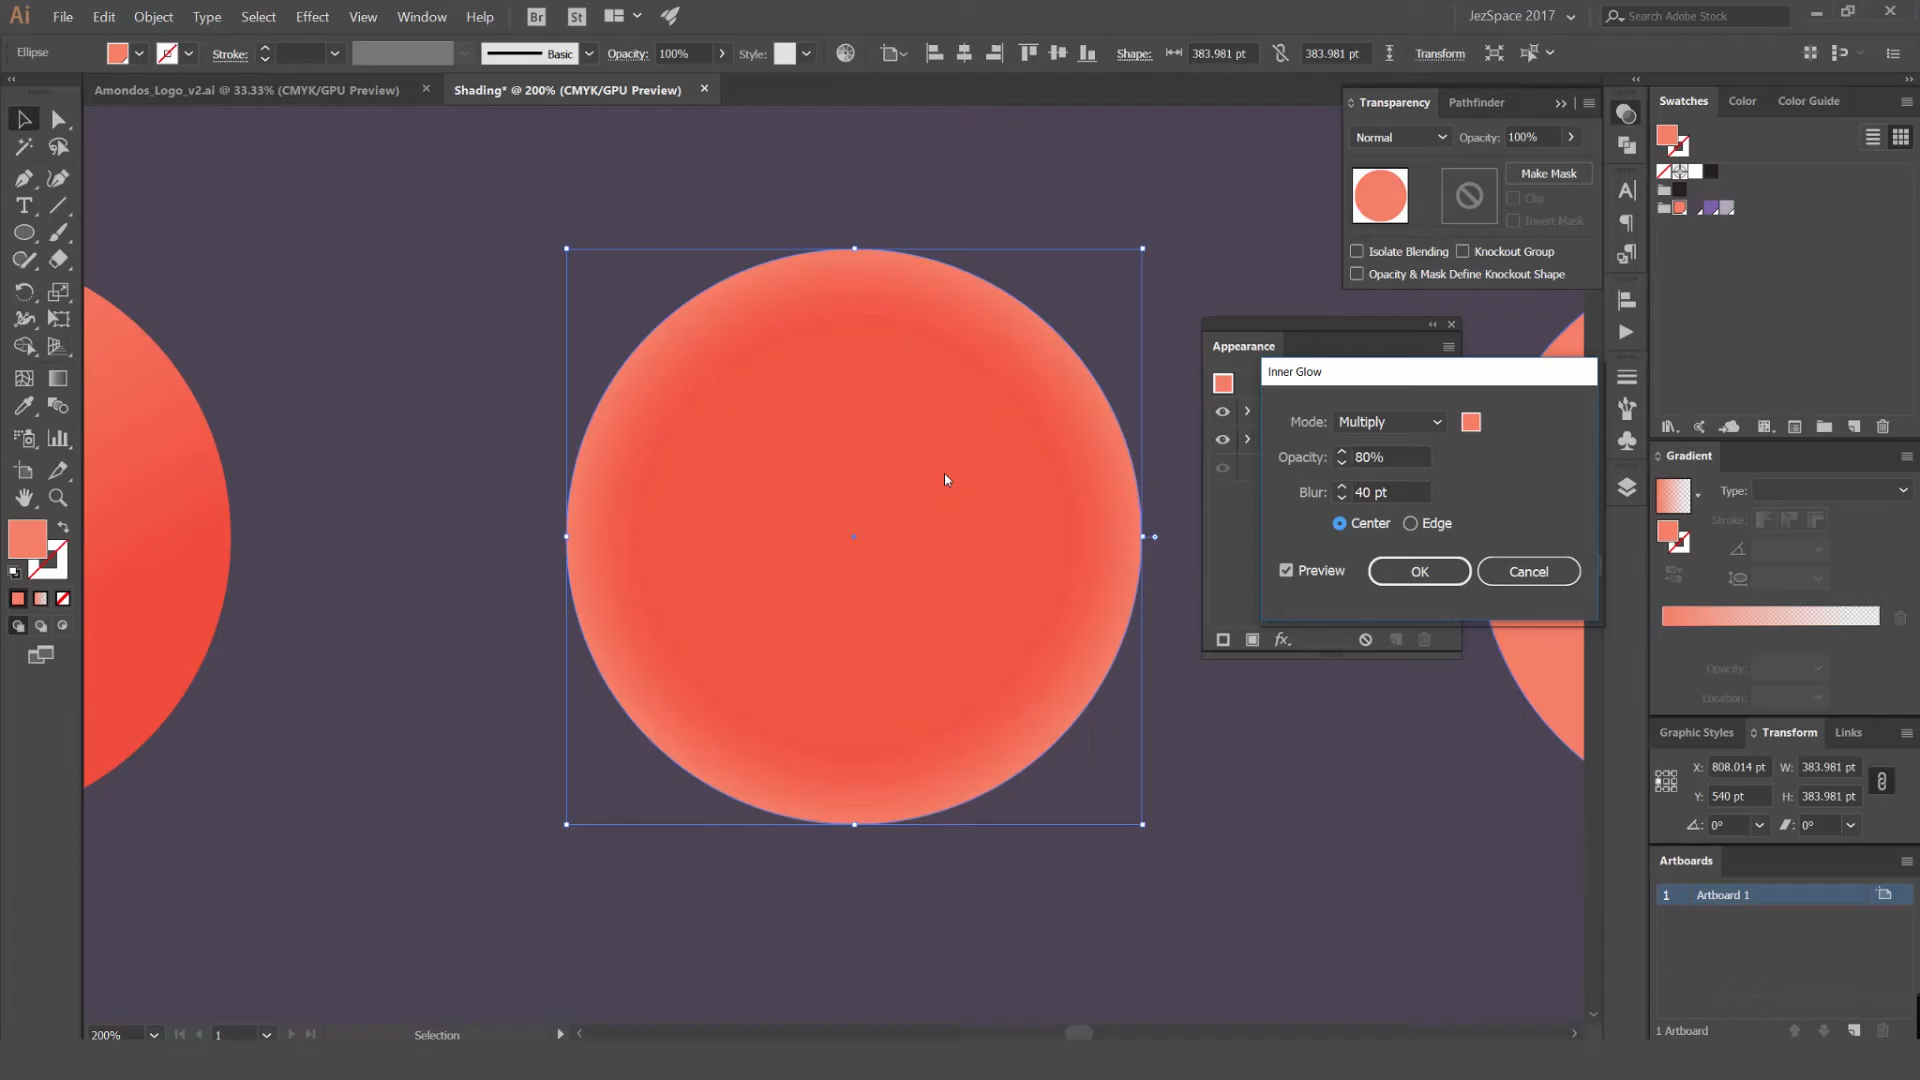 Ai File Edit Object Type Select Effect View Window Help Br St JezSpace 2017 Search Adobe Stock
Ellipse Stroke: Basic Opacity: 100% Style: Shape: 383.981 pt 383.981 pt Transform
Amondos_Logo_v2.ai @ 33.33% (CMYK/GPU Preview) Shading* @ 200% (CMYK/GPU Preview)
Transparency Pathfinder
Normal Opacity: 100%
Make Mask
Clip
Invert Mask
Isolate Blending Knockout Group
Opacity & Mask Define Knockout Shape
Swatches Color Color Guide
Appearance
Inner Glow
Mode: Multiply
Opacity: 80%
Blur: 40 pt
Center Edge
Preview OK Cancel
fx
Gradient
Type:
Stroke:
Opacity:
Location:
Graphic Styles Transform Links
X: 808.014 pt W: 383.981 pt
Y: 540 pt H: 383.981 pt
0° 0°
Artboards
1 Artboard 1
1 Artboard
200% 1 Selection